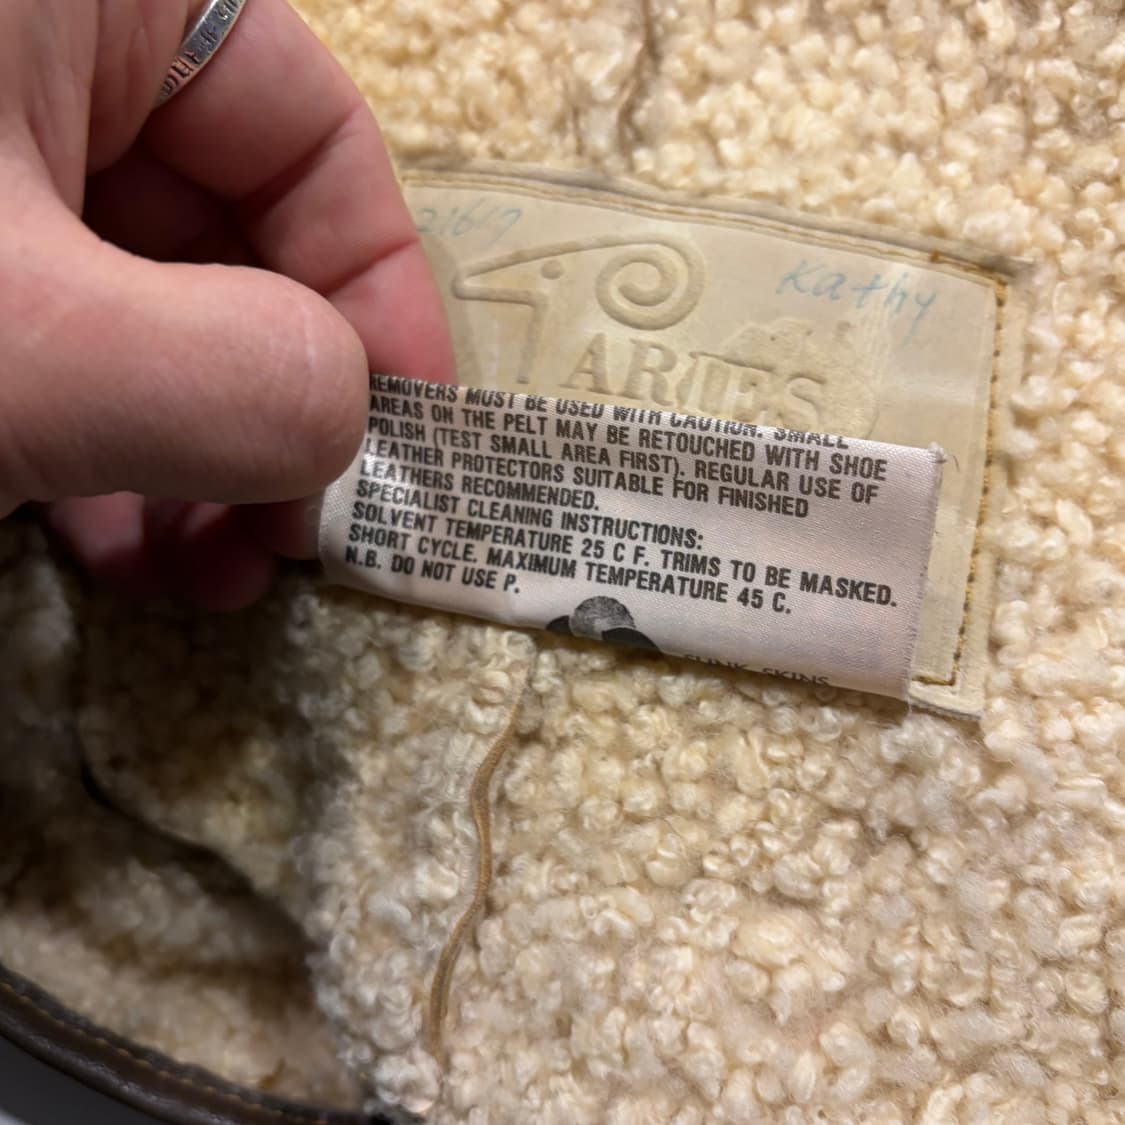 21617
Kathy
ARIES
REMOVERS MUST BE USED WITH CAUTION. SMALL
AREAS ON THE PELT MAY BE RETOUCHED WITH SHOE
POLISH (TEST SMALL AREA FIRST). REGULAR USE OF
LEATHER PROTECTORS SUITABLE FOR FINISHED
LEATHERS RECOMMENDED.
SPECIALIST CLEANING INSTRUCTIONS:
SOLVENT TEMPERATURE 25 C F. TRIMS TO BE MASKED.
SHORT CYCLE. MAXIMUM TEMPERATURE 45 C.
N.B. DO NOT USE P.
SKINS